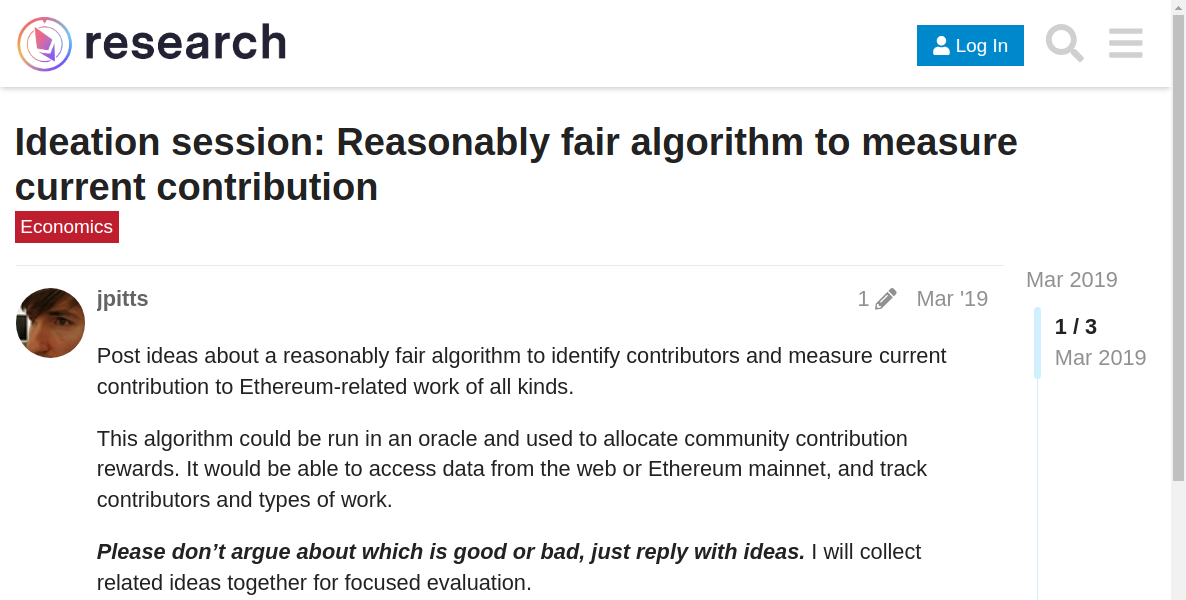 research
Log In
Ideation session: Reasonably fair algorithm to measure
current contribution
Economics
jpitts
1
Mar '19
Mar 2019
1 / 3
Mar 2019
Post ideas about a reasonably fair algorithm to identify contributors and measure current
contribution to Ethereum-related work of all kinds.
This algorithm could be run in an oracle and used to allocate community contribution
rewards. It would be able to access data from the web or Ethereum mainnet, and track
contributors and types of work.
Please don’t argue about which is good or bad, just reply with ideas. I will collect
related ideas together for focused evaluation.